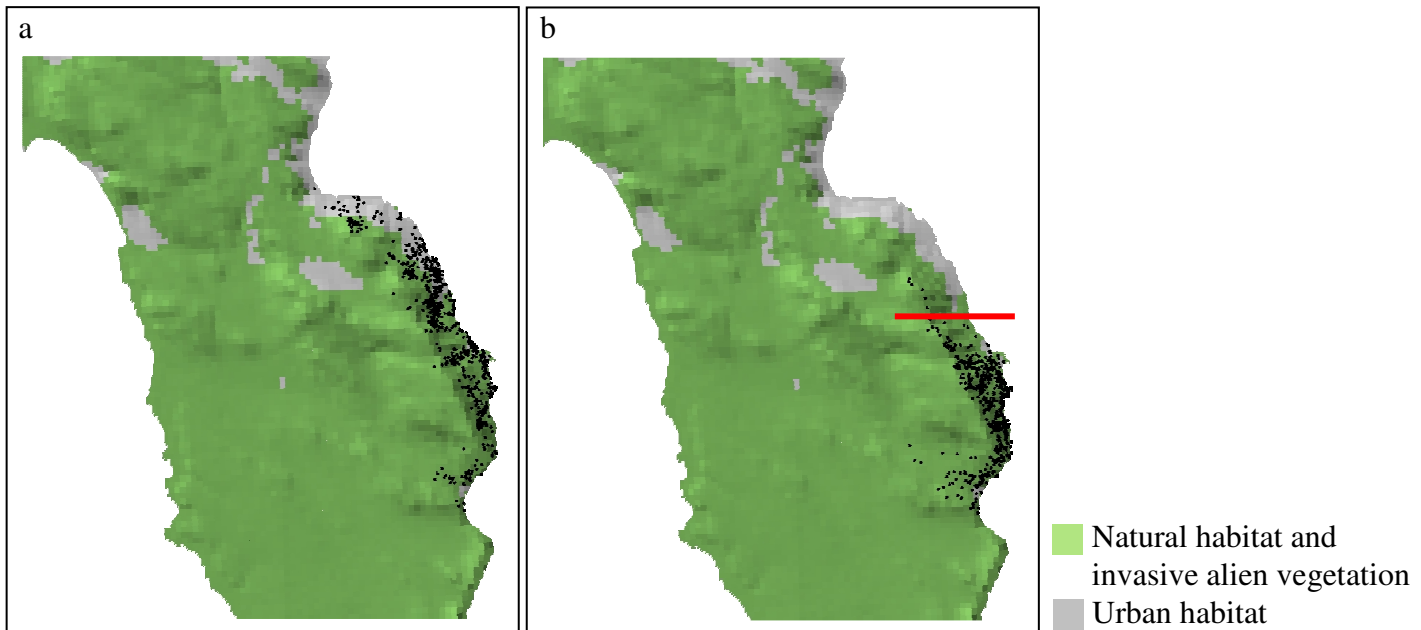 a
b
Natural habitat and
invasive alien vegetation
Urban habitat